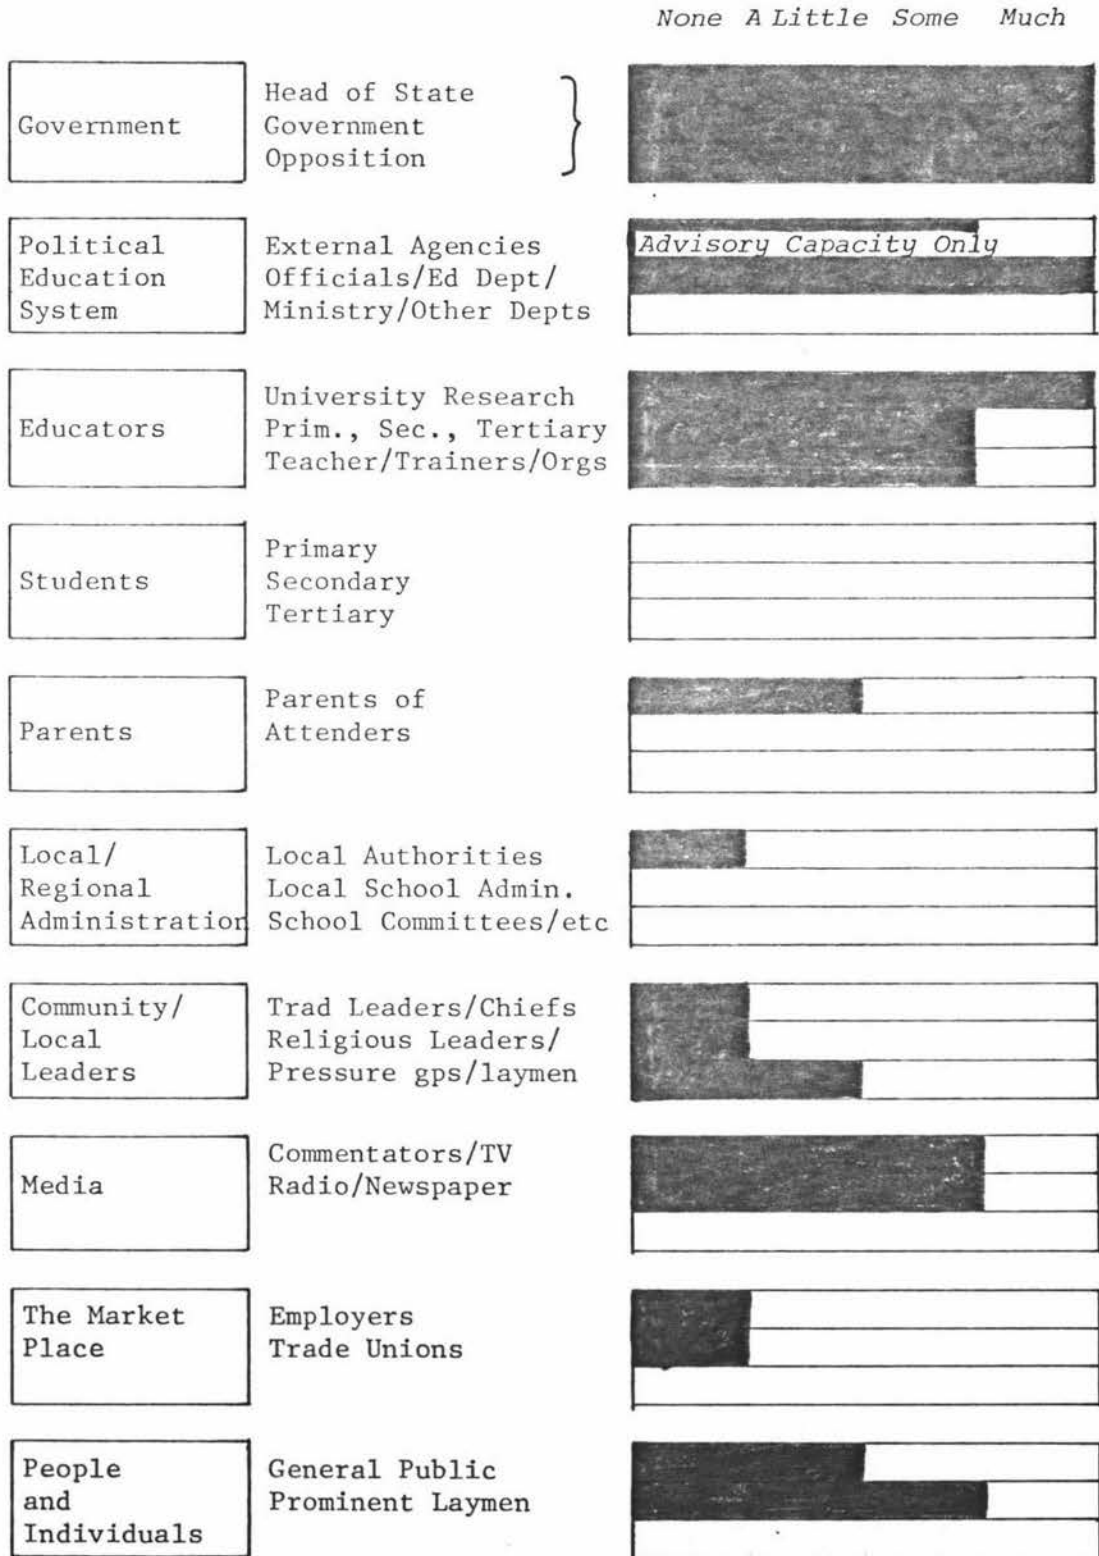 None A Little Some Much
Government
Head of State
Government
Opposition
Political
Education
System
External Agencies
Officials/Ed Dept/
Ministry/Other Depts
Advisory Capacity Only
Educators
University Research
Prim., Sec., Tertiary
Teacher/Trainers/Orgs
Students
Primary
Secondary
Tertiary
Parents
Parents of
Attenders
Local/
Regional
Administration
Local Authorities
Local School Admin.
School Committees/etc
Community/
Local
Leaders
Trad Leaders/Chiefs
Religious Leaders/
Pressure gps/laymen
Media
Commentators/TV
Radio/Newspaper
The Market
Place
Employers
Trade Unions
People
and
Individuals
General Public
Prominent Laymen